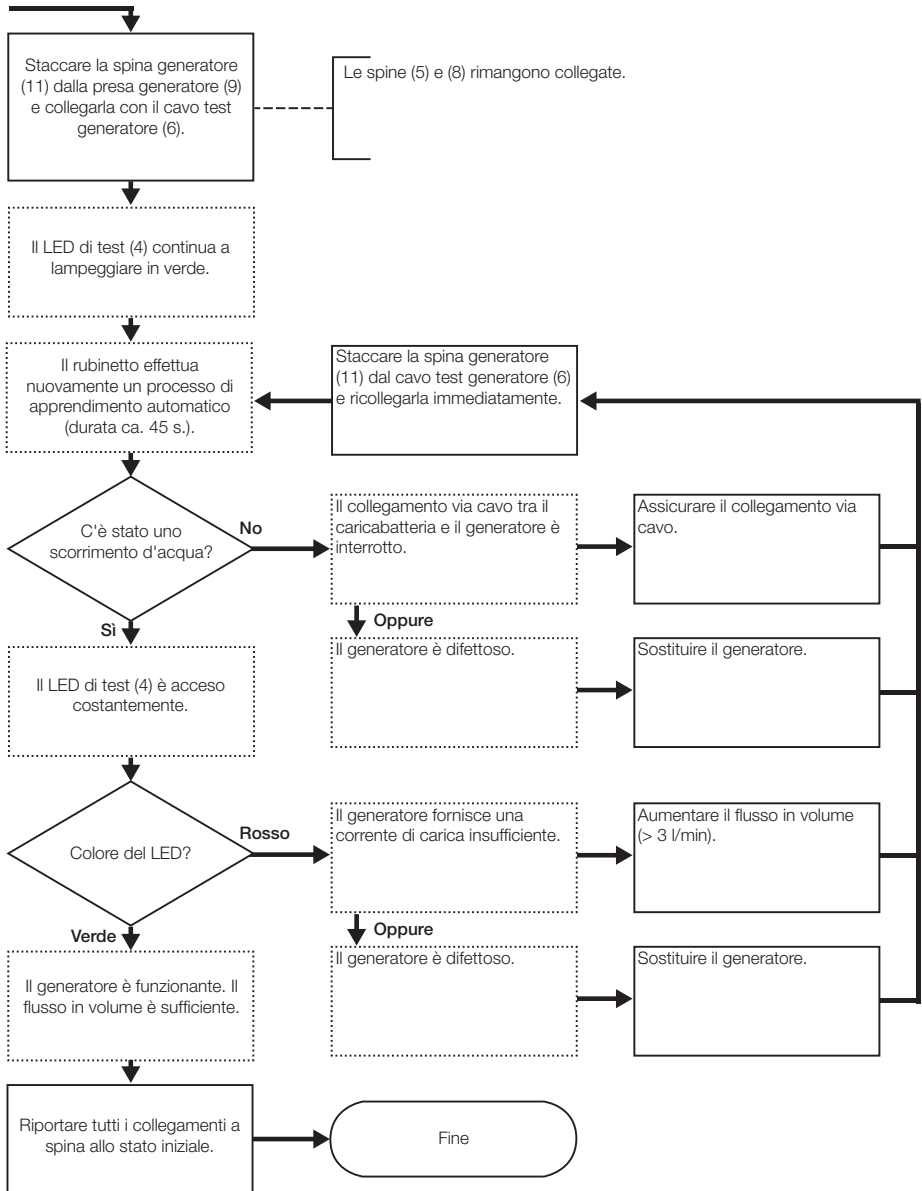 Staccare la spina generatore
(11) dalla presa generatore (9)
e collegarla con il cavo test
generatore (6).
Le spine (5) e (8) rimangono collegate.
Il LED di test (4) continua a
lampeggiare in verde.
Il rubinetto effettua
nuovamente un processo di
apprendimento automatico
(durata ca. 45 s.).
Staccare la spina generatore
(11) dal cavo test generatore (6)
e ricollegarla immediatamente.
C'è stato uno
scorrimento d'acqua?
No
Il collegamento via cavo tra il
caricabatteria e il generatore è
interrotto.
Assicurare il collegamento via
cavo.
Oppure
Il generatore è difettoso.
Sostituire il generatore.
Sì
Il LED di test (4) è acceso
costantemente.
Colore del LED?
Rosso
Il generatore fornisce una
corrente di carica insufficiente.
Aumentare il flusso in volume
(> 3 l/min).
Oppure
Il generatore è difettoso.
Sostituire il generatore.
Verde
Il generatore è funzionante. Il
flusso in volume è sufficiente.
Riportare tutti i collegamenti a
spina allo stato iniziale.
Fine